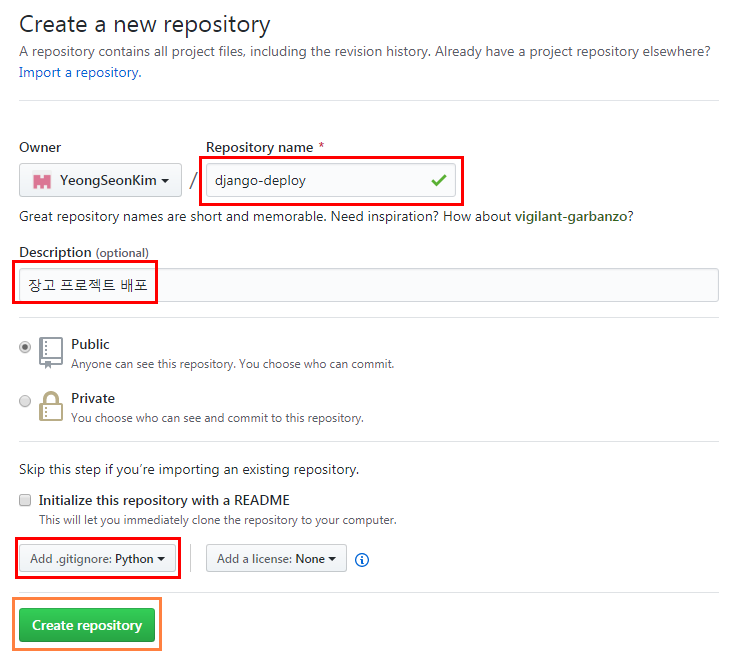 Create a new repository
A repository contains all project files, including the revision history. Already have a project repository elsewhere?
Import a repository.
Owner
Repository name *
YeongSeonKim
/
django-deploy
Great repository names are short and memorable. Need inspiration? How about vigilant-garbanzo?
Description (optional)
장고 프로젝트 배포
Public
Anyone can see this repository. You choose who can commit.
Private
You choose who can see and commit to this repository.
Skip this step if you’re importing an existing repository.
Initialize this repository with a README
This will let you immediately clone the repository to your computer.
Add .gitignore: Python
Add a license: None
Create repository